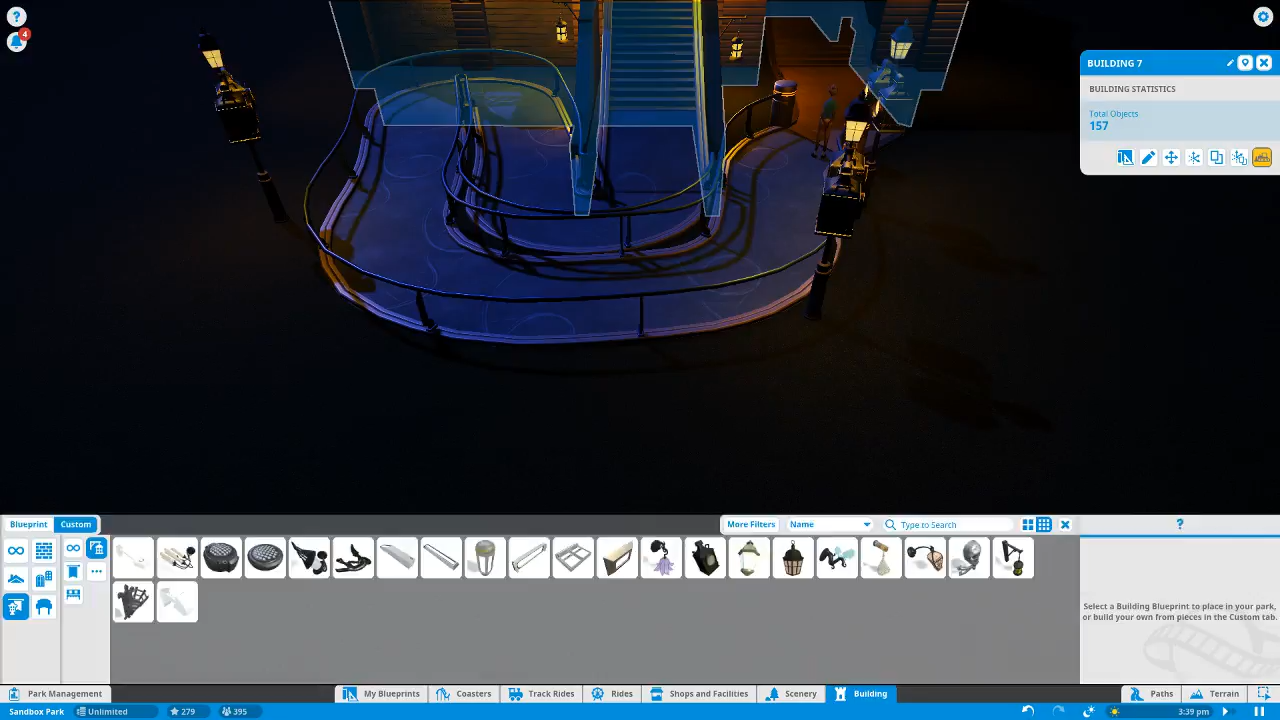 ?
4
BUILDING 7
BUILDING STATISTICS
Total Objects
157
Blueprint
Custom
More Filters
Name
Type to Search
?
Select a Building Blueprint to place in your park,
or build your own from pieces in the Custom tab.
Park Management
My Blueprints
Coasters
Track Rides
Rides
Shops and Facilities
Scenery
Building
Paths
Terrain
Sandbox Park
Unlimited
279
395
3:39 pm